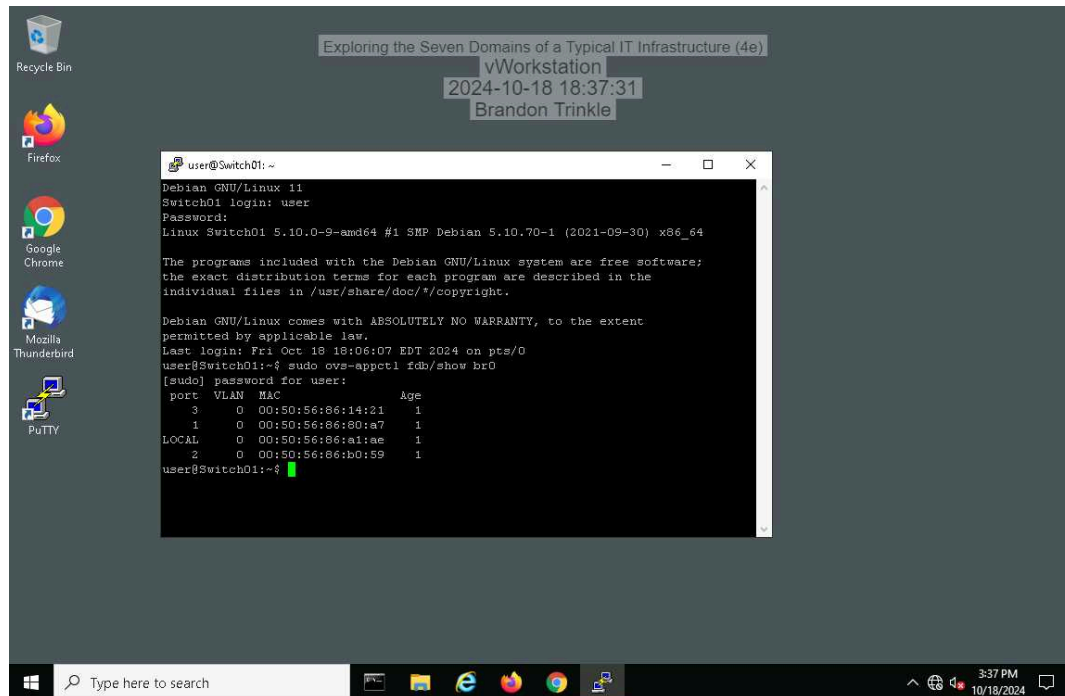 Recycle Bin
Firefox
Google
Chrome
Mozilla
Thunderbird
PuTTY
Exploring the Seven Domains of a Typical IT Infrastructure (4e)
vWorkstation
2024-10-18 18:37:31
Brandon Trinkle
user@Switch01: ~
Debian GNU/Linux 11
Switch01 login: user
Password:
Linux Switch01 5.10.0-9-amd64 #1 SMP Debian 5.10.70-1 (2021-09-30) x86_64
The programs included with the Debian GNU/Linux system are free software;
the exact distribution terms for each program are described in the
individual files in /usr/share/doc/*/copyright.
Debian GNU/Linux comes with ABSOLUTELY NO WARRANTY, to the extent
permitted by applicable law.
Last login: Fri Oct 18 18:06:07 EDT 2024 on pts/0
user@Switch01:~$ sudo ovs-appctl fdb/show br0
[sudo] password for user:
port VLAN MAC Age
3 0 00:50:56:86:14:21 1
1 0 00:50:56:86:80:a7 1
LOCAL 0 00:50:56:86:a1:ae 1
2 0 00:50:56:86:b0:59 1
user@Switch01:~$
Type here to search
3:37 PM
10/18/2024